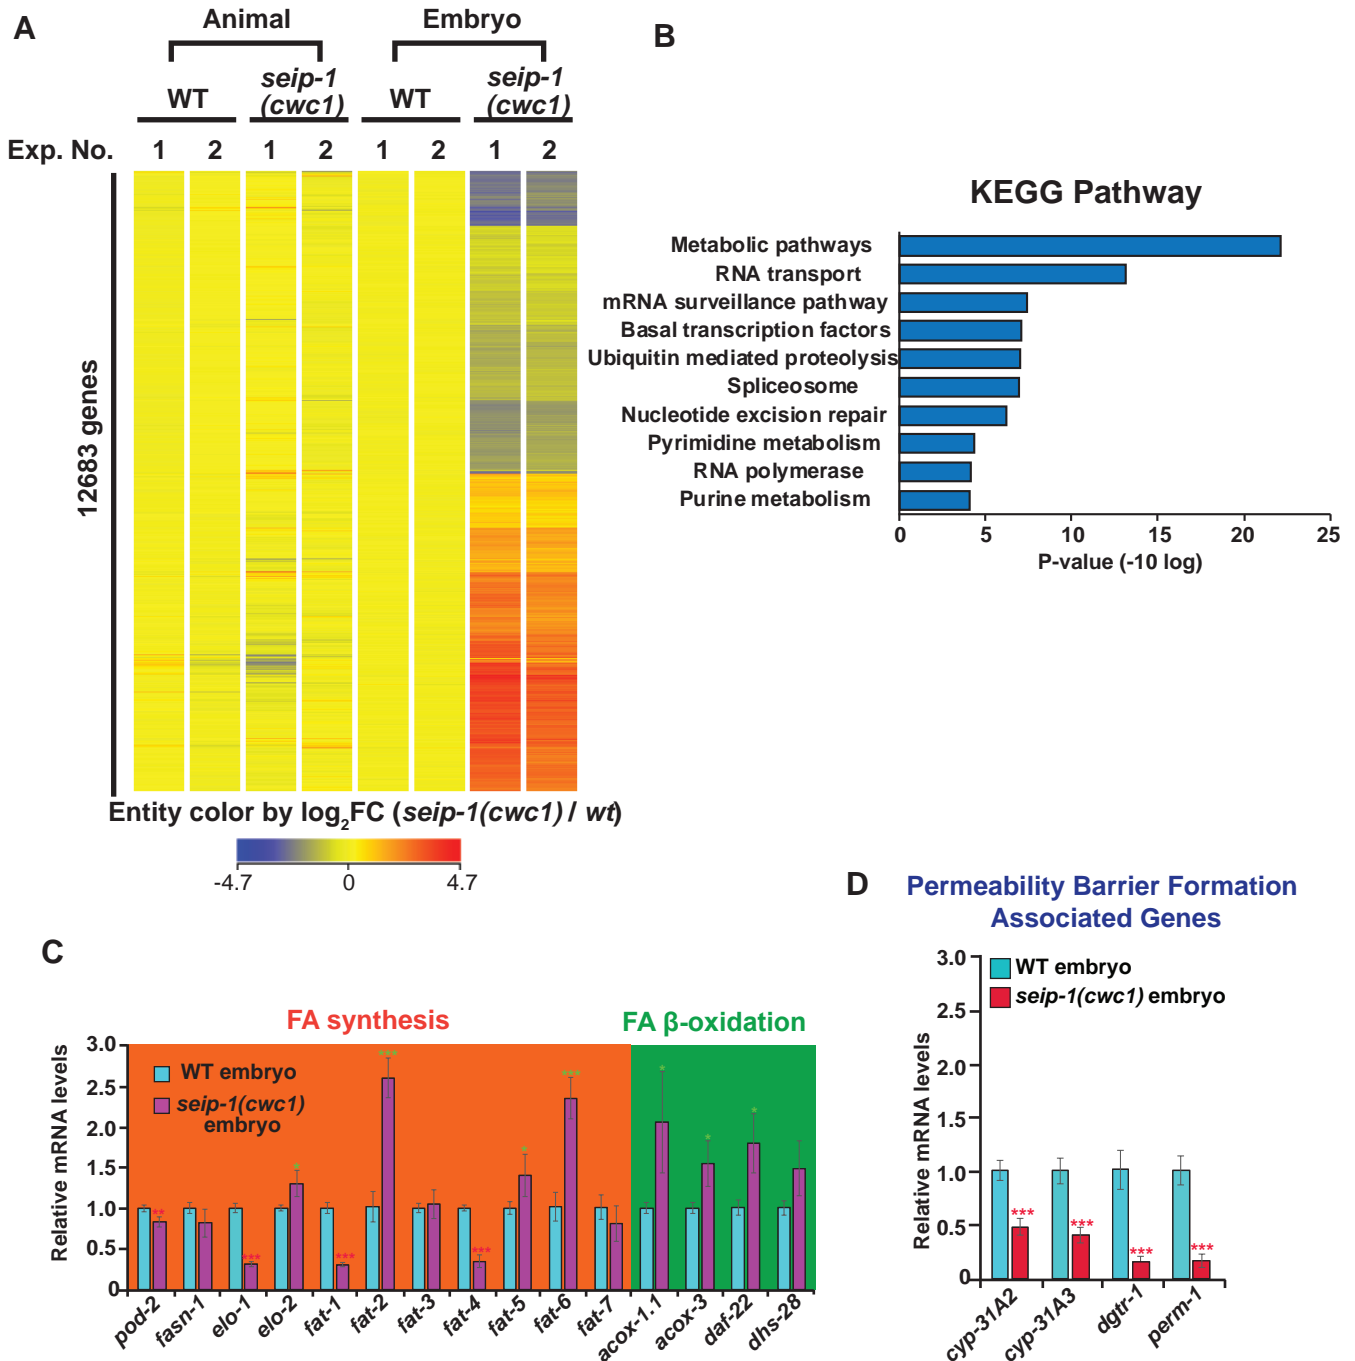 A
Animal
Embryo
WT
seip-1
(cwc1)
WT
seip-1
(cwc1)
Exp. No.
1
2
1
2
1
2
1
2
12683 genes
Entity color by log2FC (seip-1(cwc1) / wt)
-4.7
0
4.7
B
KEGG Pathway
Metabolic pathways
RNA transport
mRNA surveillance pathway
Basal transcription factors
Ubiquitin mediated proteolysis
Spliceosome
Nucleotide excision repair
Pyrimidine metabolism
RNA polymerase
Purine metabolism
0
5
10
15
20
25
P-value (-10 log)
C
FA synthesis
FA β-oxidation
Relative mRNA levels
3.0
2.5
2.0
1.5
1.0
0.5
0
WT embryo
seip-1(cwc1)
embryo
**
***
*
***
***
***
*
***
*
*
*
pod-2
fasn-1
elo-1
elo-2
fat-1
fat-2
fat-3
fat-4
fat-5
fat-6
fat-7
acox-1.1
acox-3
daf-22
dhs-28
D
Permeability Barrier Formation
Associated Genes
Relative mRNA levels
3.0
2.5
2.0
1.5
1.0
0.5
0
WT embryo
seip-1(cwc1) embryo
***
***
***
***
cyp-31A2
cyp-31A3
dgtr-1
perm-1